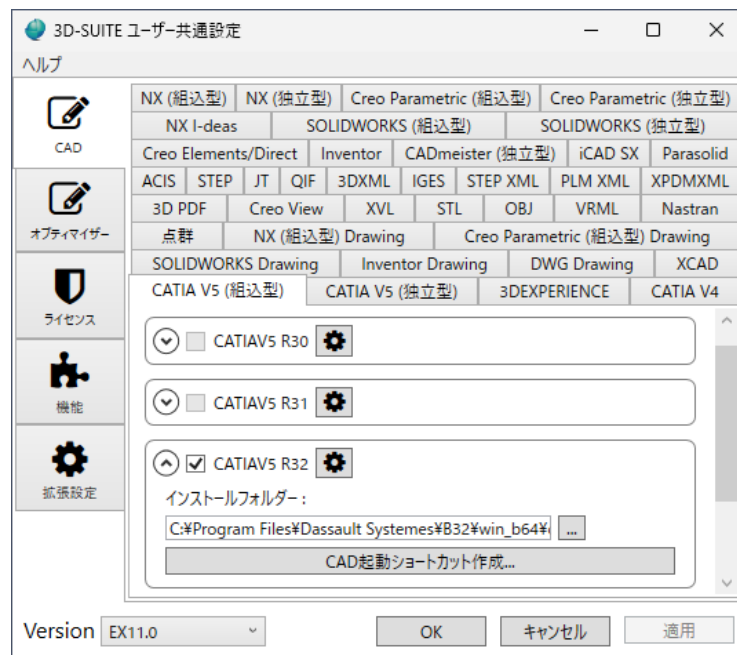 3D-SUITE ユーザー共通設定
ヘルプ
CAD
オプティマイザー
ライセンス
機能
拡張設定
NX (組込型) NX (独立型) Creo Parametric (組込型) Creo Parametric (独立型)
NX I-deas SOLIDWORKS (組込型) SOLIDWORKS (独立型)
Creo Elements/Direct Inventor CADmeister (独立型) iCAD SX Parasolid
ACIS STEP JT QIF 3DXML IGES STEP XML PLM XML XPDMXML
3D PDF Creo View XVL STL OBJ VRML Nastran
点群 NX (組込型) Drawing Creo Parametric (組込型) Drawing
SOLIDWORKS Drawing Inventor Drawing DWG Drawing XCAD
CATIA V5 (組込型) CATIA V5 (独立型) 3DEXPERIENCE CATIA V4
CATIAV5 R30
CATIAV5 R31
CATIAV5 R32
インストールフォルダー :
C:¥Program Files¥Dassault Systemes¥B32¥win_b64¥ ...
CAD起動ショートカット作成...
Version EX11.0 OK キャンセル 適用